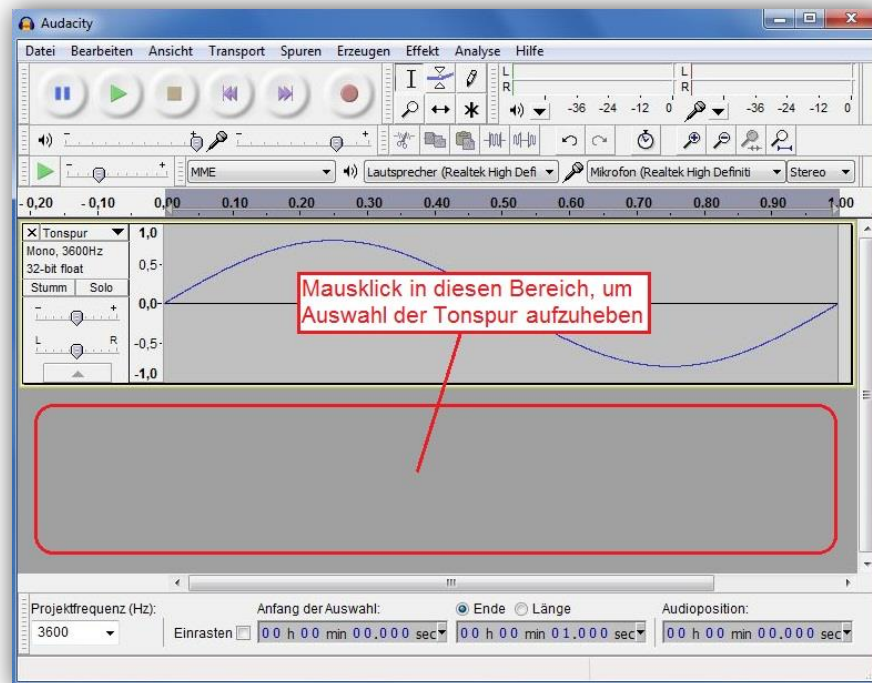 Audacity
Datei Bearbeiten Ansicht Transport Spuren Erzeugen Effekt Analyse Hilfe
L
R
-36 -24 -12 0
L
R
-36 -24 -12 0
MME
Lautsprecher (Realtek High Defi
Mikrofon (Realtek High Definiti
Stereo
- 0,20 - 0,10 0,00 0.10 0.20 0.30 0.40 0.50 0.60 0.70 0.80 0.90 1,00
X Tonspur
Mono, 3600Hz
32-bit float
Stumm Solo
- +
L R
1,0
0,5-
0,0-
-0,5-
-1,0
Mausklick in diesen Bereich, um
Auswahl der Tonspur aufzuheben
Projektfrequenz (Hz): Anfang der Auswahl: Ende Länge Audioposition:
3600 Einrasten 00 h 00 min 00.000 sec 00 h 00 min 01.000 sec 00 h 00 min 00.000 sec